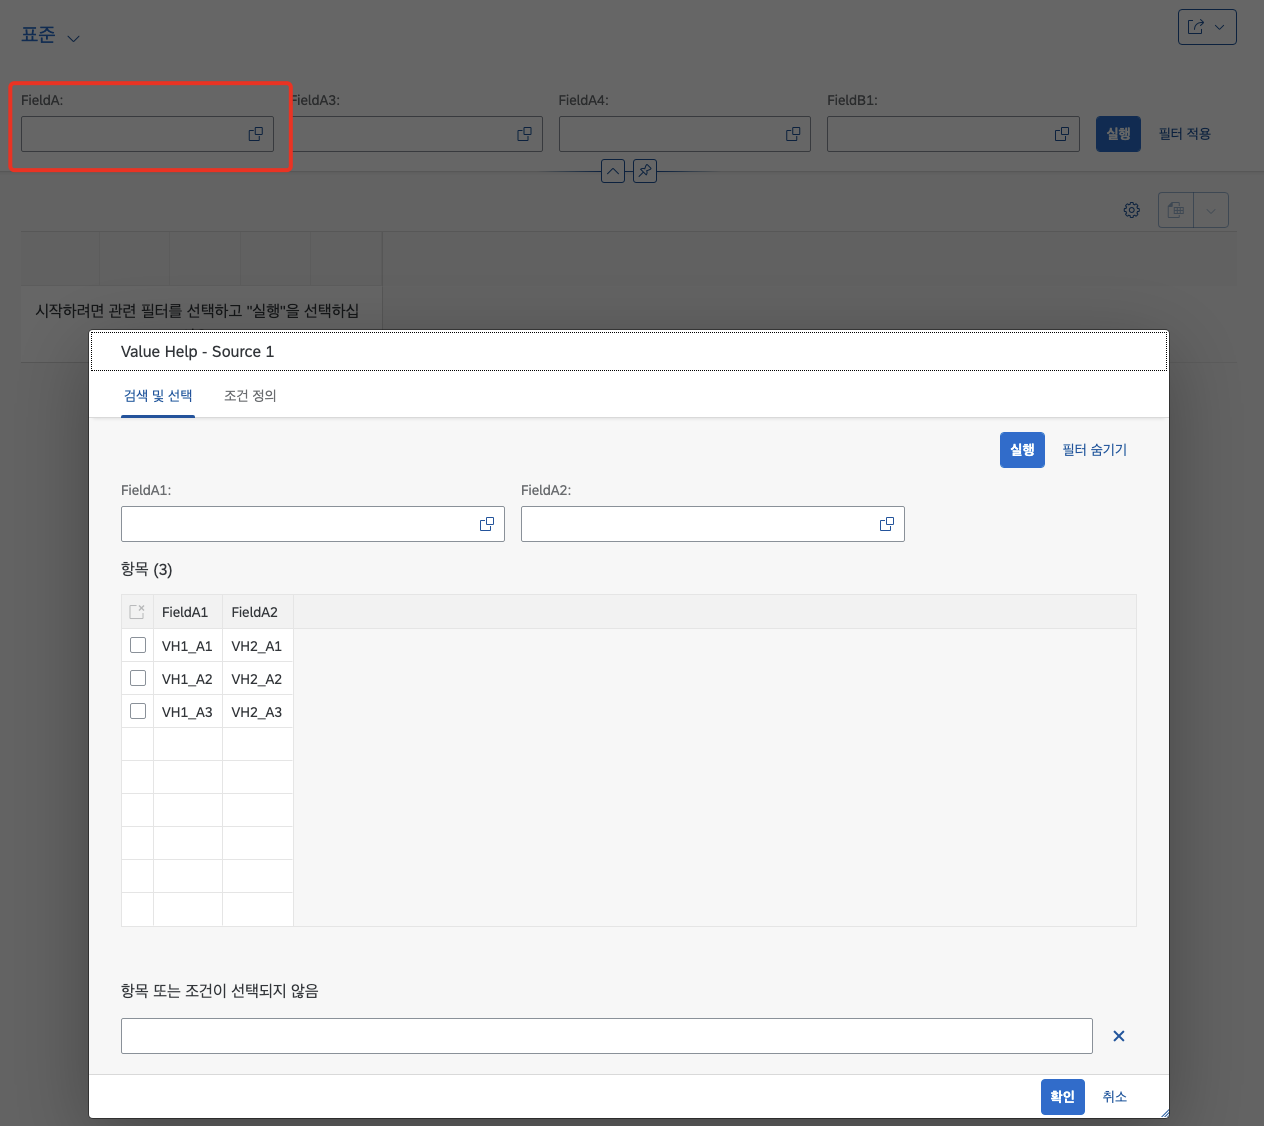 표준
FieldA:
FieldA3:
FieldA4:
FieldB1:
실행
필터 적용
시작하려면 관련 필터를 선택하고 "실행"을 선택하십
Value Help - Source 1
검색 및 선택
조건 정의
실행
필터 숨기기
FieldA1:
FieldA2:
항목 (3)
FieldA1 FieldA2
VH1_A1 VH2_A1
VH1_A2 VH2_A2
VH1_A3 VH2_A3
항목 또는 조건이 선택되지 않음
확인
취소